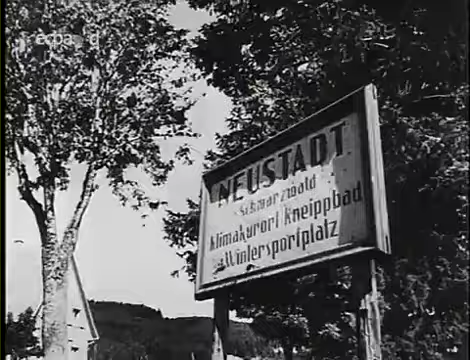 ecpa d
NEUSTADT
Schwarzwald
Klimakurort Kneippbad
u. Wintersportplatz